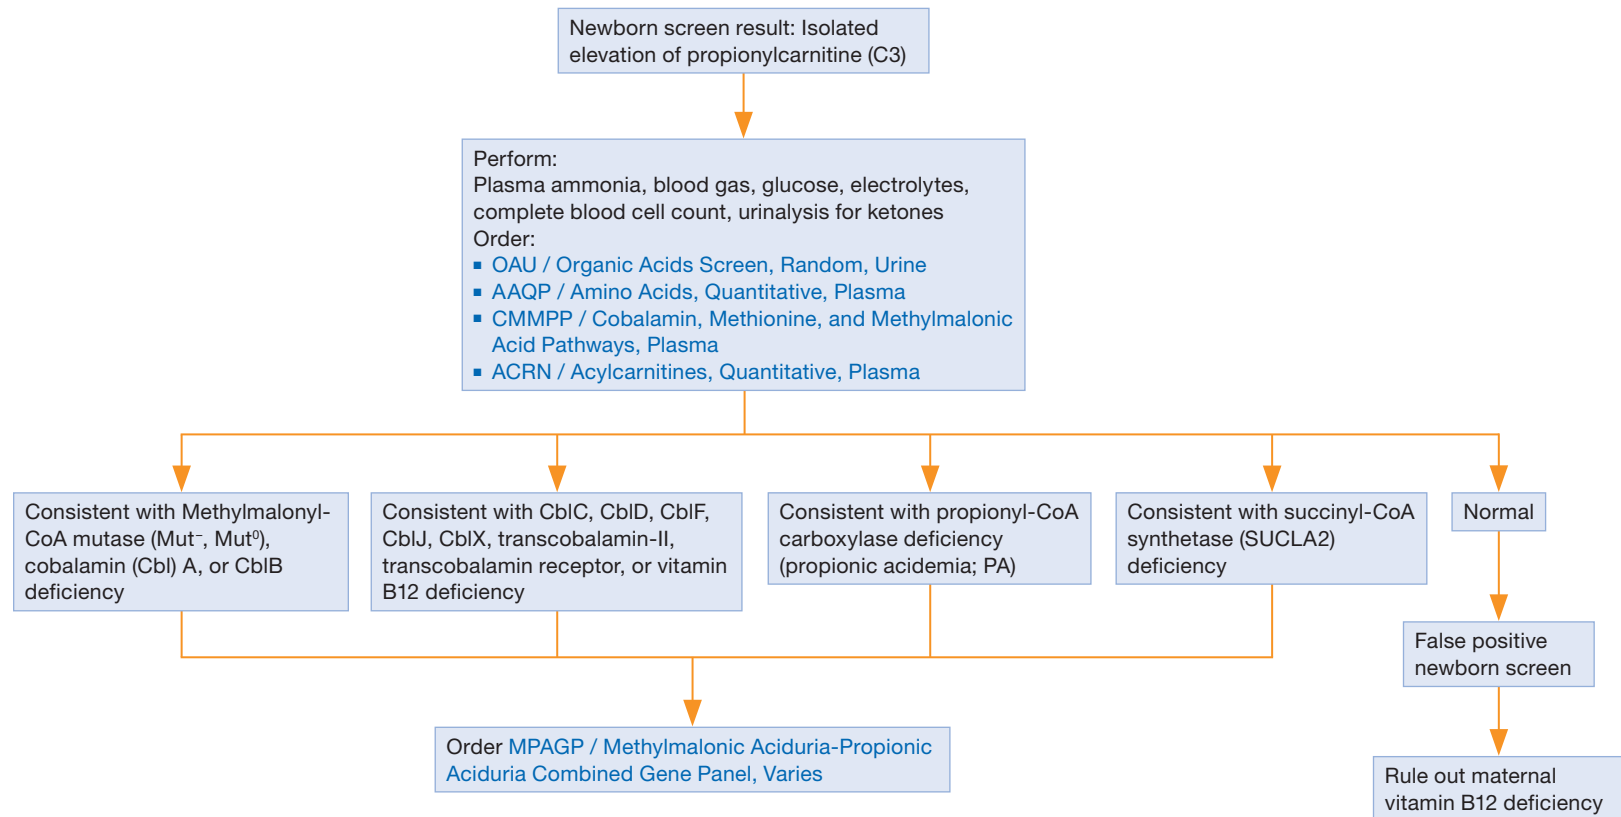 Newborn screen result: Isolated
elevation of propionylcarnitine (C3)
Perform:
Plasma ammonia, blood gas, glucose, electrolytes,
complete blood cell count, urinalysis for ketones
Order:
▪ OAU / Organic Acids Screen, Random, Urine
▪ AAQP / Amino Acids, Quantitative, Plasma
▪ CMMPP / Cobalamin, Methionine, and Methylmalonic
Acid Pathways, Plasma
▪ ACRN / Acylcarnitines, Quantitative, Plasma
Consistent with Methylmalonyl-
CoA mutase (Mut⁻, Mut⁰),
cobalamin (Cbl) A, or CblB
deficiency
Consistent with CblC, CblD, CblF,
CblJ, CblX, transcobalamin-II,
transcobalamin receptor, or vitamin
B12 deficiency
Consistent with propionyl-CoA
carboxylase deficiency
(propionic acidemia; PA)
Consistent with succinyl-CoA
synthetase (SUCLA2)
deficiency
Normal
False positive
newborn screen
Order MPAGP / Methylmalonic Aciduria-Propionic
Aciduria Combined Gene Panel, Varies
Rule out maternal
vitamin B12 deficiency